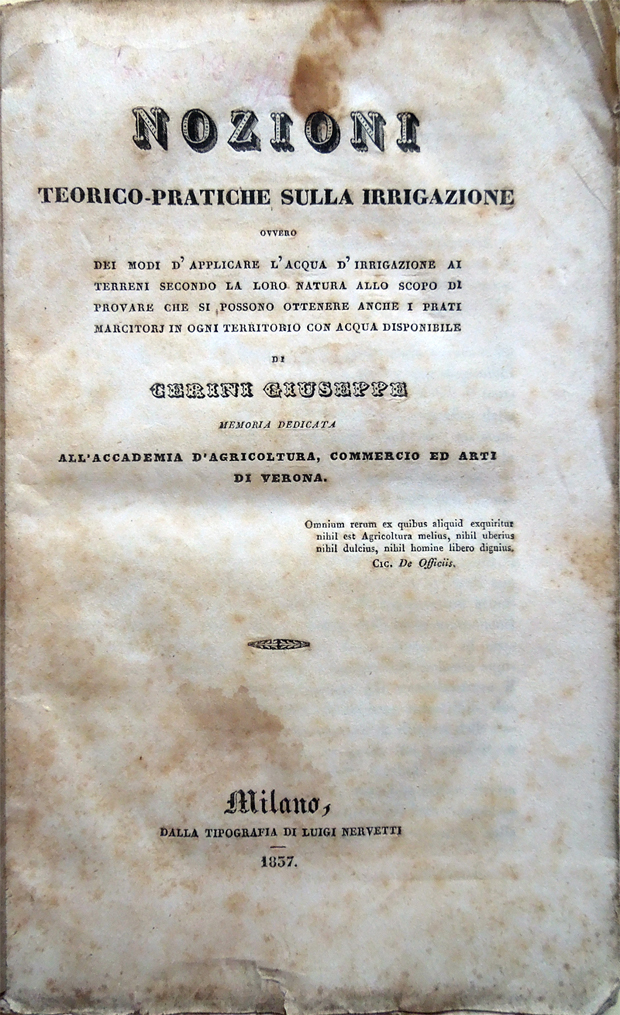 NOZIONI
TEORICO-PRATICHE SULLA IRRIGAZIONE
OVVERO
DEI MODI D'APPLICARE L'ACQUA D'IRRIGAZIONE AI
TERRENI SECONDO LA LORO NATURA ALLO SCOPO DI
PROVARE CHE SI POSSONO OTTENERE ANCHE I PRATI
MARCITORJ IN OGNI TERRITORIO CON ACQUA DISPONIBILE
DI
CERINI GIUSEPPE
MEMORIA DEDICATA
ALL'ACCADEMIA D'AGRICOLTURA, COMMERCIO ED ARTI
DI VERONA.
Omnium rerum ex quibus aliquid exquiritur
nihil est Agricoltura melius, nihil uberius
nihil dulcius, nihil homine libero dignius.
CIC. De Officiis.
Milano,
DALLA TIPOGRAFIA DI LUIGI NERVETTI
1837.